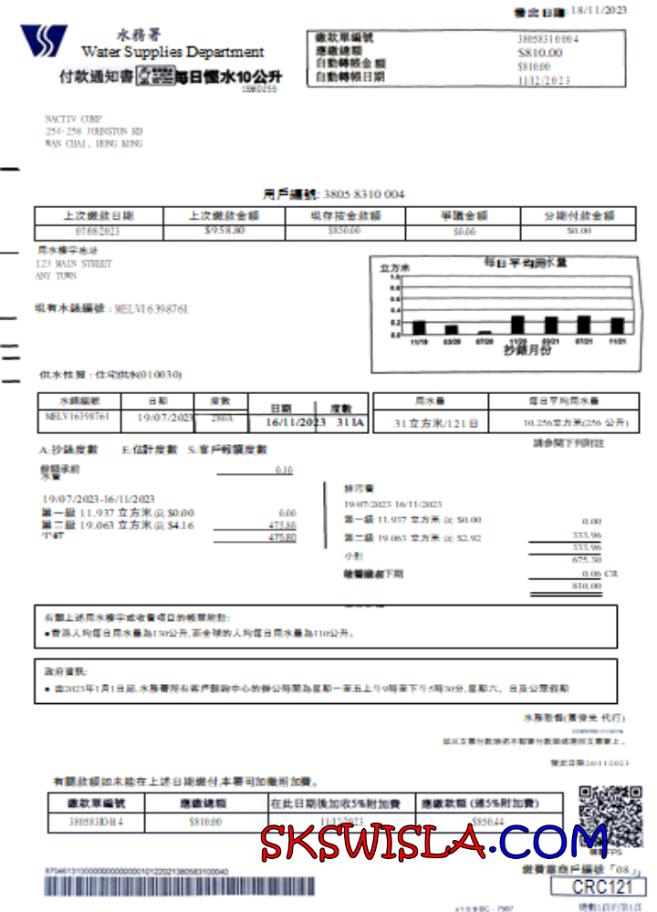 發出日期: 18/11/2023
水務署
Water Supplies Department
付款通知書
每日慳水10公升
繳款單編號 38058310004
應繳總額 $810.00
自動轉帳金額 $810.00
自動轉帳日期 11/12/2023
NACTIV CORP
254-258 JOHNSTON RD
WAN CHAI, HONG KONG
用戶編號: 3805 8310 004
上次繳款日期 上次繳款金額 現存按金款額 爭議金額 分期付款金額
07/08/2023 $958.80 $850.00 $0.00 $0.00
用水樓宇地址
123 MAIN STREET
ANY TOWN
現有水錶編號 : MELV16398761
每日平均用水量
立方米
1.0
0.8
0.6
0.4
0.2
0.0
11/19 03/20 07/20 11/20 03/21 07/21 11/21
抄錶月份
供水性質 : 住宅供水(010030)
水錶編號 日期 度數 日期 度數 用水量 每日平均用水量
MELV16398761 19/07/2023 280A 16/11/2023 311A 31立方米/121日 10.256立方米(256 公升)
請參閱下列附註
A:抄錶度數 E:估計度數 S:客戶報讀度數
餘額承前 0.10
水費
19/07/2023-16/11/2023
第一級 11.937 立方米 @ $0.00 0.00
第二級 19.063 立方米 @ $4.16 475.80
小計 475.80
排污費
19/07/2023 16/11/2023
第一級 11.937 立方米 @ $0.00 0.00
第二級 19.063 立方米 @ $2.92 333.96
333.96
小計 675.30
下期 0.06 CR
810.00
有關上述用水樓宇或收費項目的帳單附註:
●香港人均每日用水量為130公升,而全球的人均每日用水量為110公升。
政府資訊:
● 由2023年1月1日起,水務署所有客戶諮詢中心的辦公時間為星期一至五上午9時至下午5時30分,星期六、日及公眾假期
發出日期:20/11/2023
有關款額如未能在上述日期繳付,本署可加徵附加費。
繳款單編號 應繳總額 在此日期後加收5%附加費 應繳款額 (連5%附加費)
$810.00 11/12/2023 $850.44
SKSWISLA.COM
繳費靈商戶編號「08」
CRC121
總數1頁的第1頁